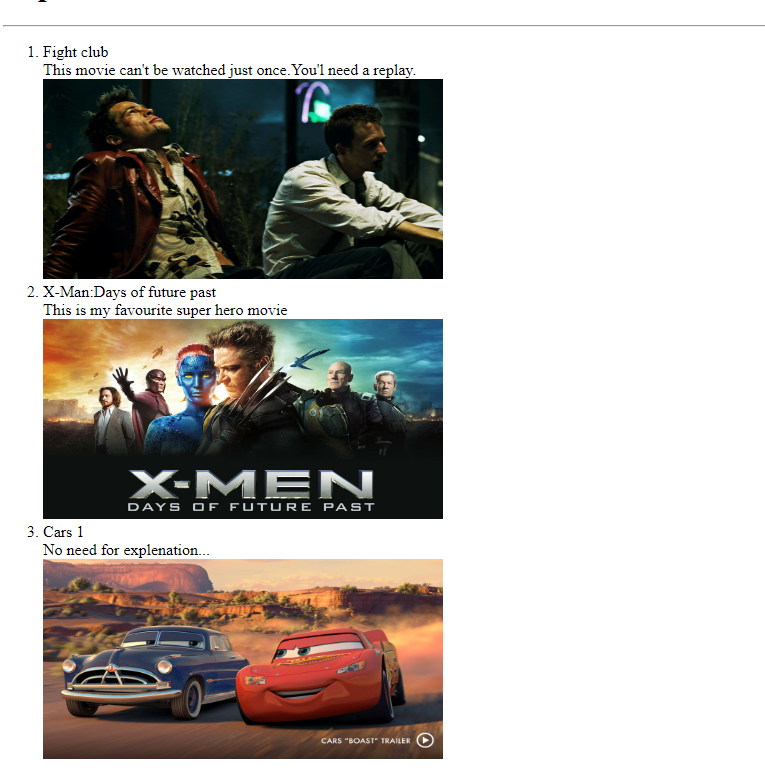 1. Fight club
This movie can't be watched just once.You'l need a replay.
2. X-Man:Days of future past
This is my favourite super hero movie
X-MEN
DAYS OF FUTURE PAST
3. Cars 1
No need for explenation...
CARS "BOAST" TRAILER